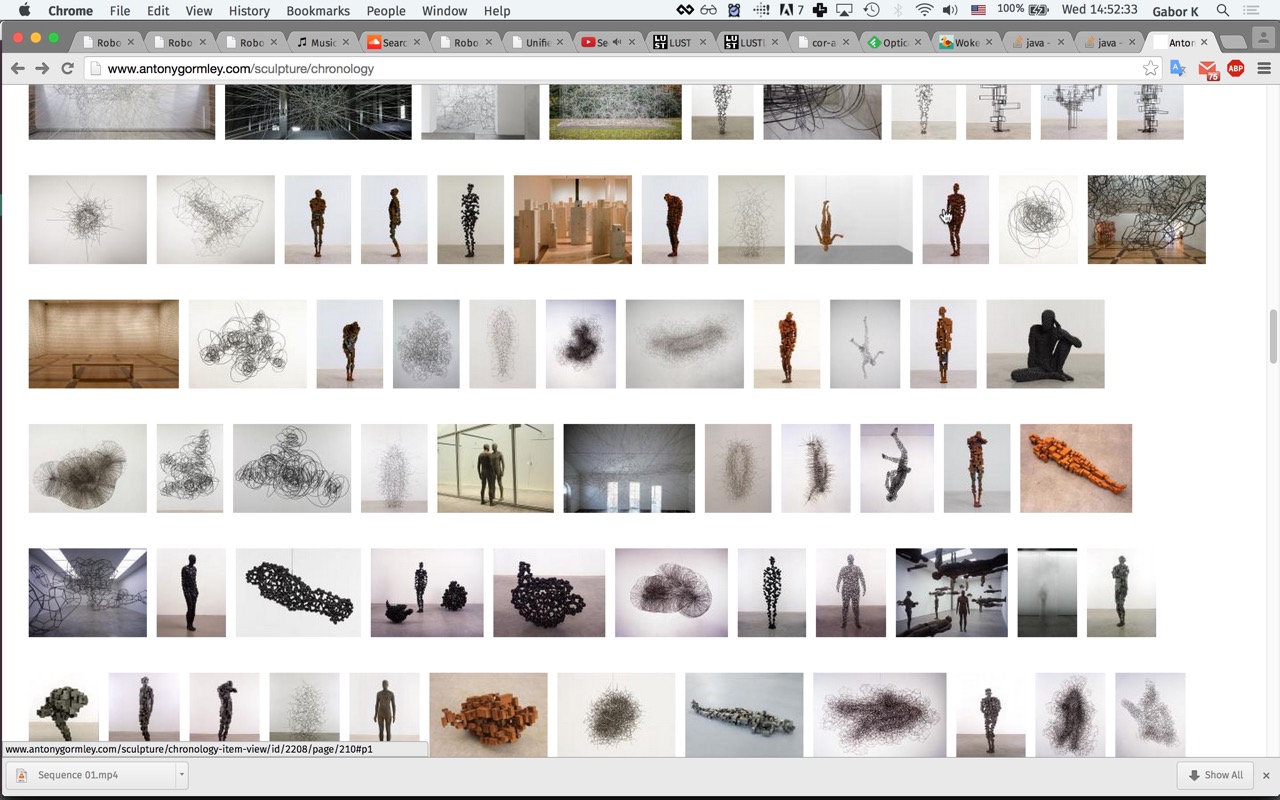 Chrome File Edit View History Bookmarks People Window Help 7 100% Wed 14:52:33 Gabor K
Robo Robo Robo Music Searc Robo Unifie Se LUST LUST cor-a Optic Woke java - java - Anton
www.antonygormley.com/sculpture/chronology 75 ABP
www.antonygormley.com/sculpture/chronology-item-view/id/2208/page/210#p1
Sequence 01.mp4 Show All